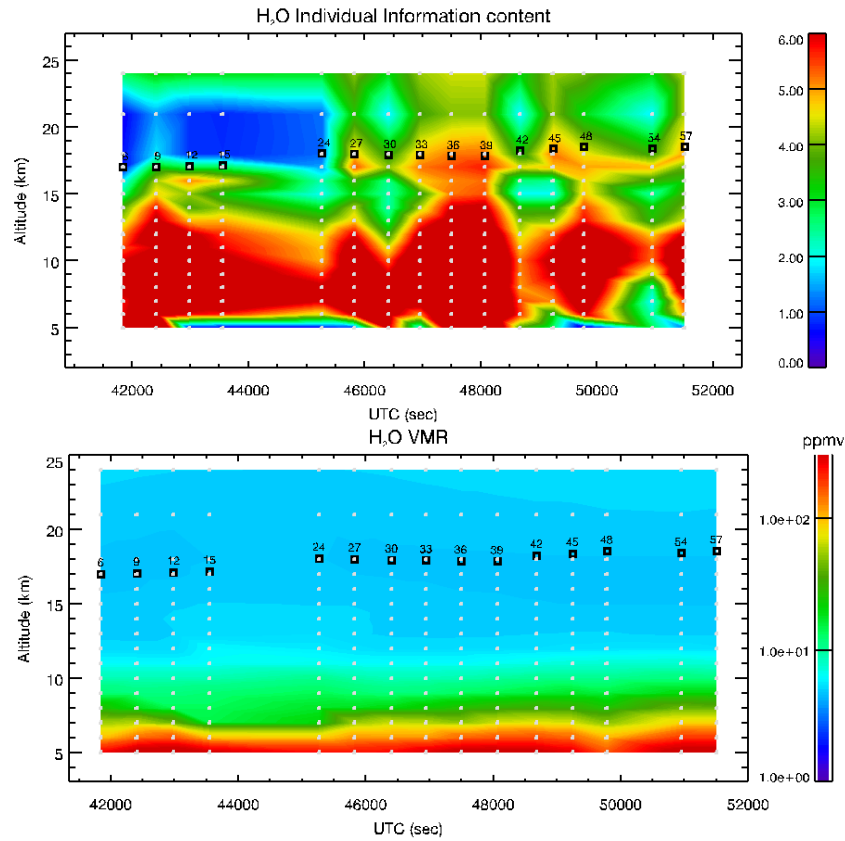 H₂O Individual Information content
25
20
15
10
5
Altitude (km)
9 12 15 24 27 30 33 36 39 42 45 48 54 57
42000 44000 46000 48000 50000 52000
UTC (sec)
6.00
5.00
4.00
3.00
2.00
1.00
0.00
H₂O VMR
ppmv
25
20
15
10
5
Altitude (km)
6 9 12 15 24 27 30 33 36 39 42 45 48 54 57
42000 44000 46000 48000 50000 52000
UTC (sec)
1.0e+02
1.0e+01
1.0e+00